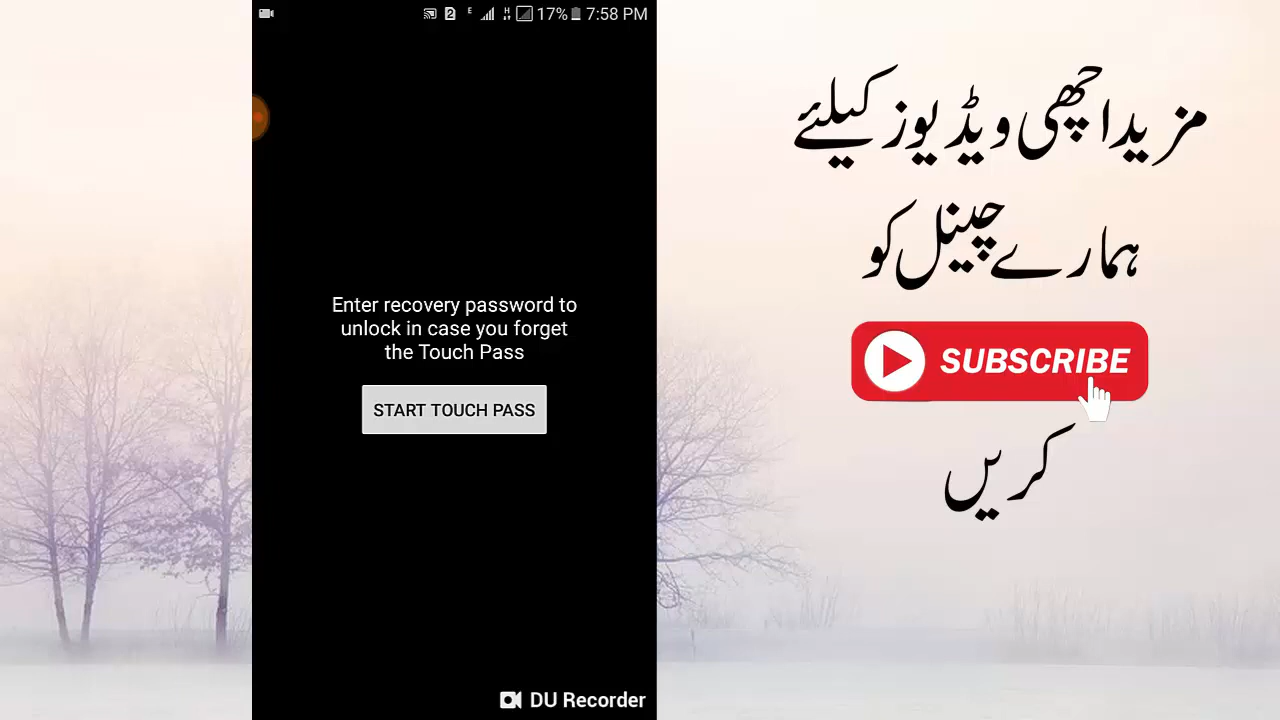 E H 17% 7:58 PM
Enter recovery password to
unlock in case you forget
the Touch Pass
START TOUCH PASS
DU Recorder
مزید اچھی ویڈیوز کیلئے
ہمارے چینل کو
SUBSCRIBE
کریں